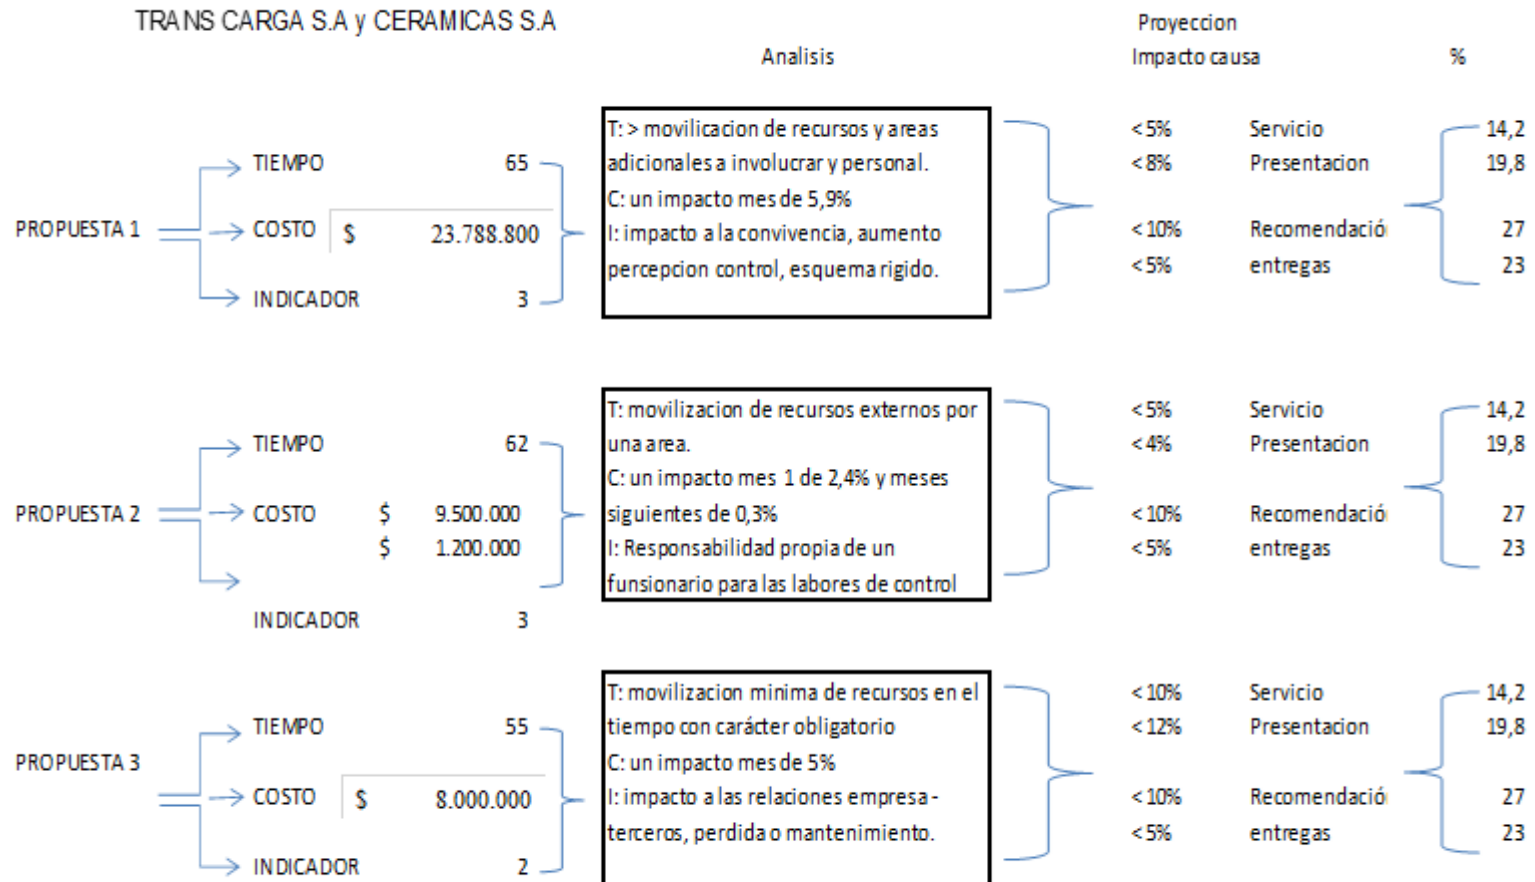 TRANS CARGA S.A y CERAMICAS S.A
Proyeccion
Analisis
Impacto causa
%
PROPUESTA 1
TIEMPO 65
COSTO $ 23.788.800
INDICADOR 3
T: > movilicacion de recursos y areas
adicionales a involucrar y personal.
C: un impacto mes de 5,9%
I: impacto a la convivencia, aumento
percepcion control, esquema rigido.
<5% Servicio 14,2
<8% Presentacion 19,8
<10% Recomendació 27
<5% entregas 23
PROPUESTA 2
TIEMPO 62
COSTO $ 9.500.000
$ 1.200.000
INDICADOR 3
T: movilizacion de recursos externos por
una area.
C: un impacto mes 1 de 2,4% y meses
siguientes de 0,3%
I: Responsabilidad propia de un
funsionario para las labores de control
<5% Servicio 14,2
<4% Presentacion 19,8
<10% Recomendació 27
<5% entregas 23
PROPUESTA 3
TIEMPO 55
COSTO $ 8.000.000
INDICADOR 2
T: movilizacion minima de recursos en el
tiempo con carácter obligatorio
C: un impacto mes de 5%
I: impacto a las relaciones empresa -
terceros, perdida o mantenimiento.
<10% Servicio 14,2
<12% Presentacion 19,8
<10% Recomendació 27
<5% entregas 23